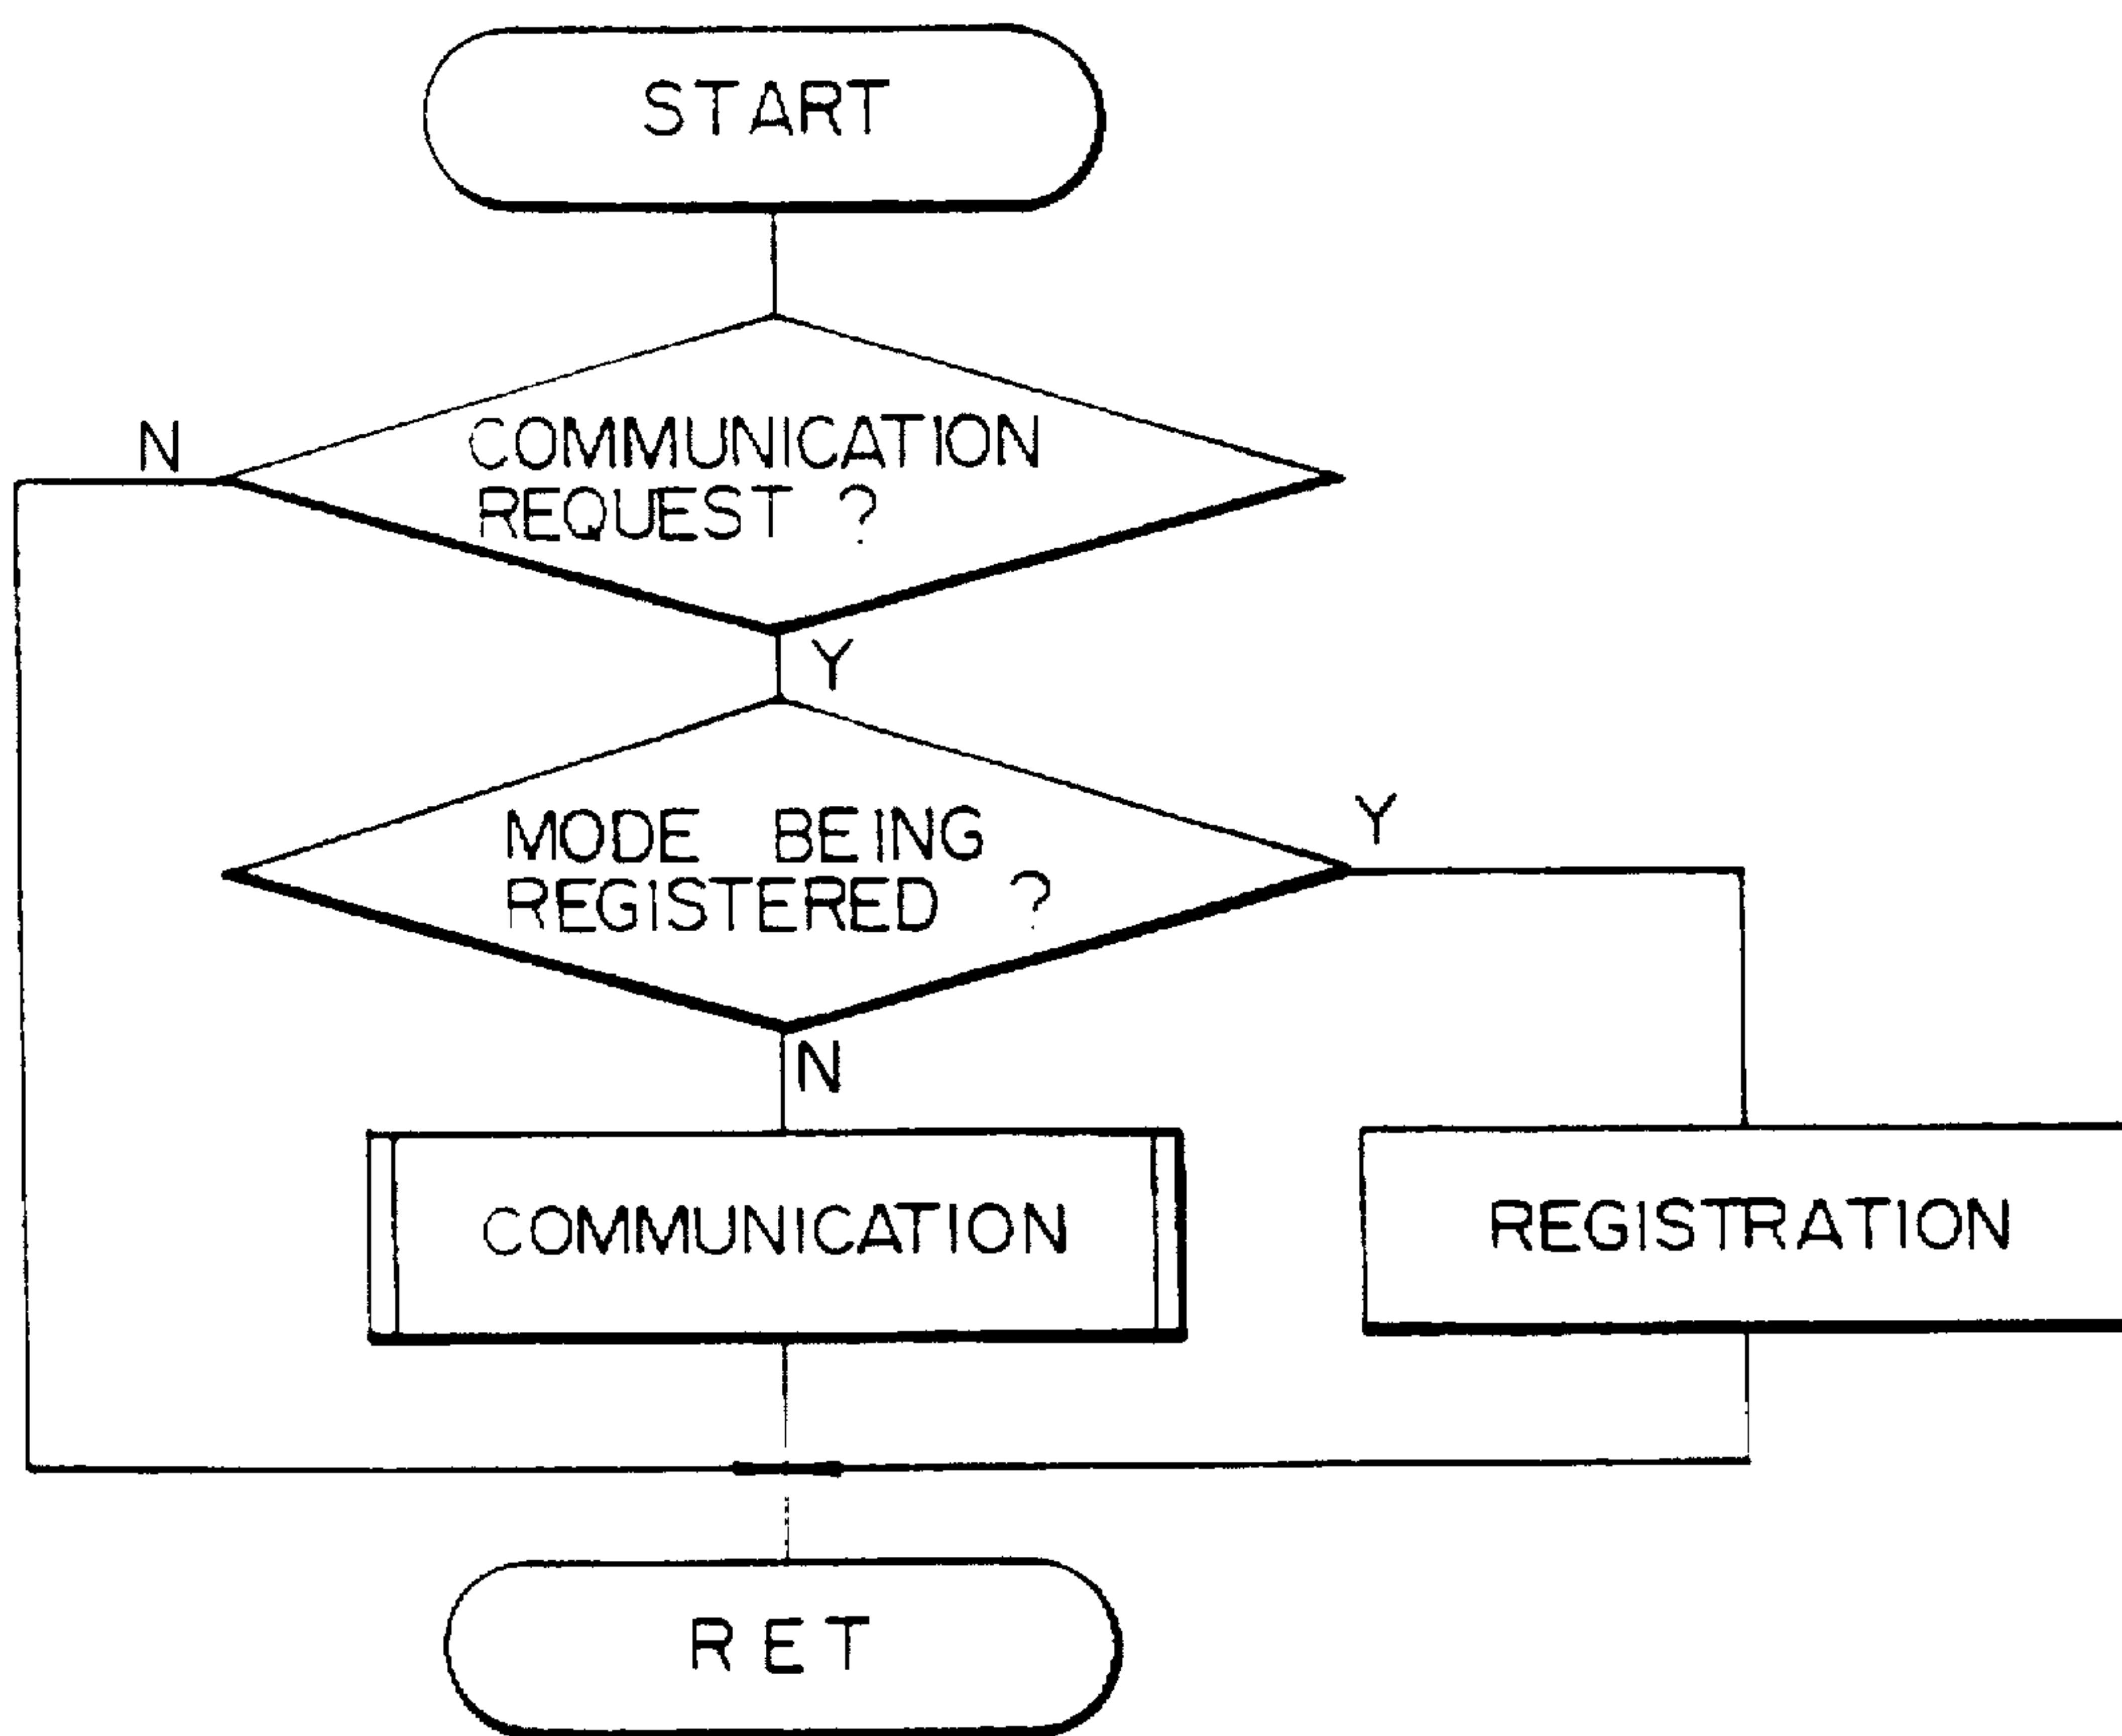 START
N
COMMUNICATION
REQUEST ?
Y
MODE BEING
REGISTERED ?
Y
N
COMMUNICATION
REGISTRATION
RET